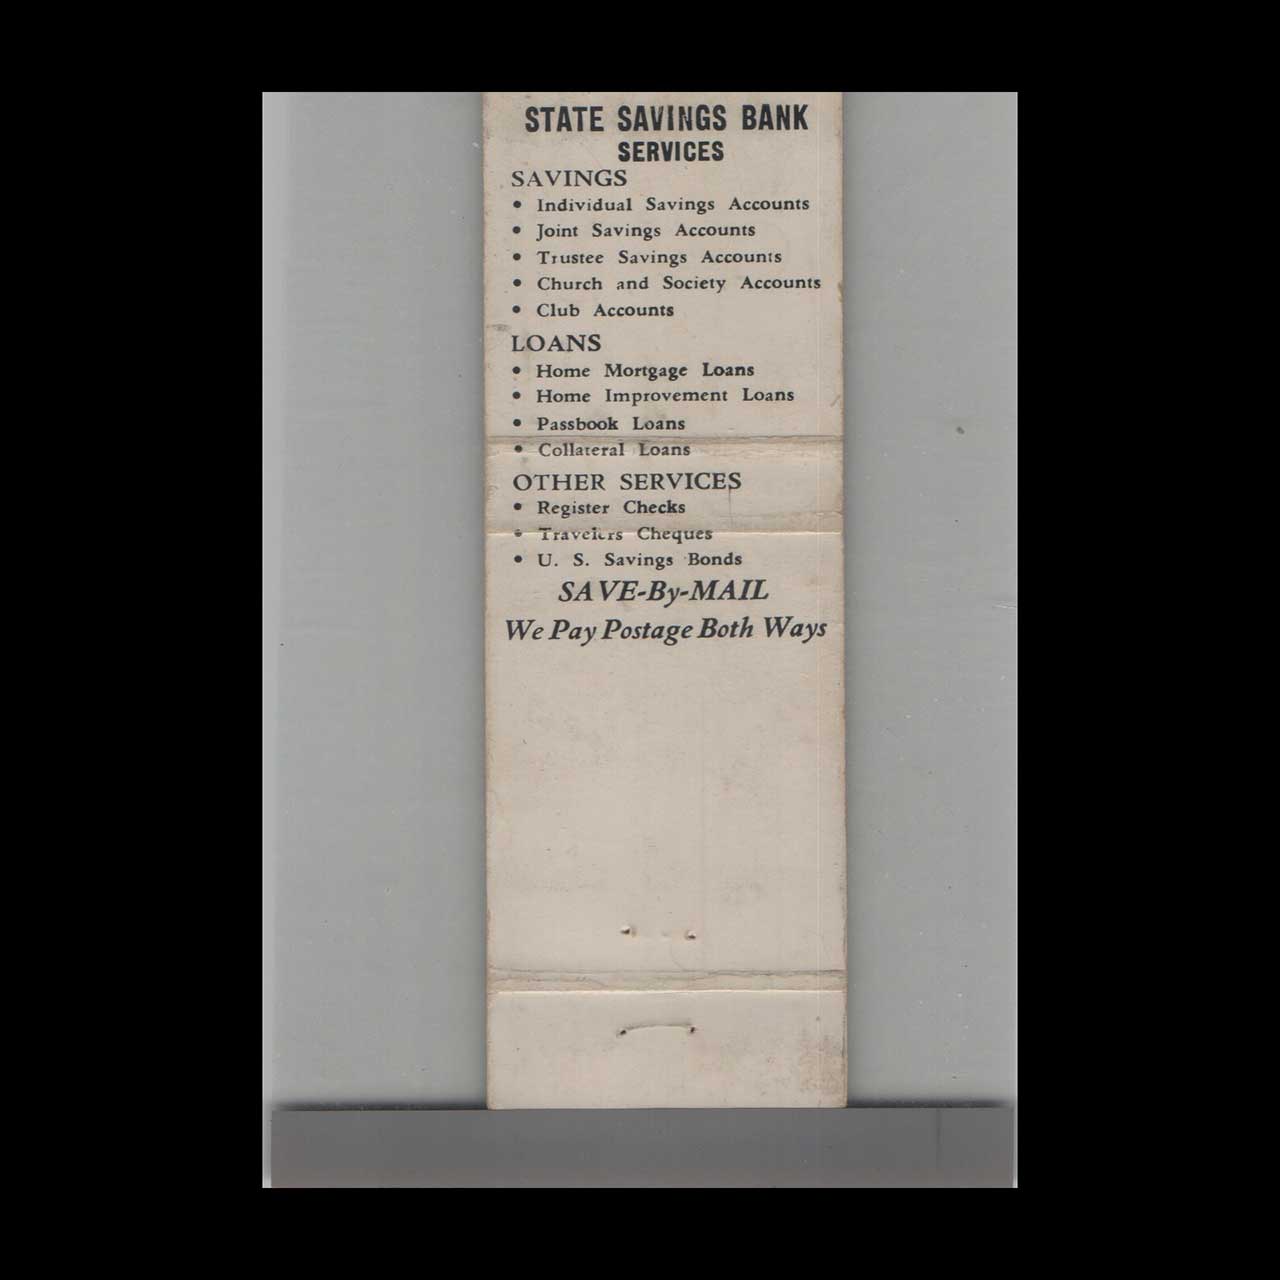 STATE SAVINGS BANK
SERVICES
SAVINGS
• Individual Savings Accounts
• Joint Savings Accounts
• Trustee Savings Accounts
• Church and Society Accounts
• Club Accounts
LOANS
• Home Mortgage Loans
• Home Improvement Loans
• Passbook Loans
• Collateral Loans
OTHER SERVICES
• Register Checks
• Travelers Cheques
• U. S. Savings Bonds
SAVE-By-MAIL
We Pay Postage Both Ways